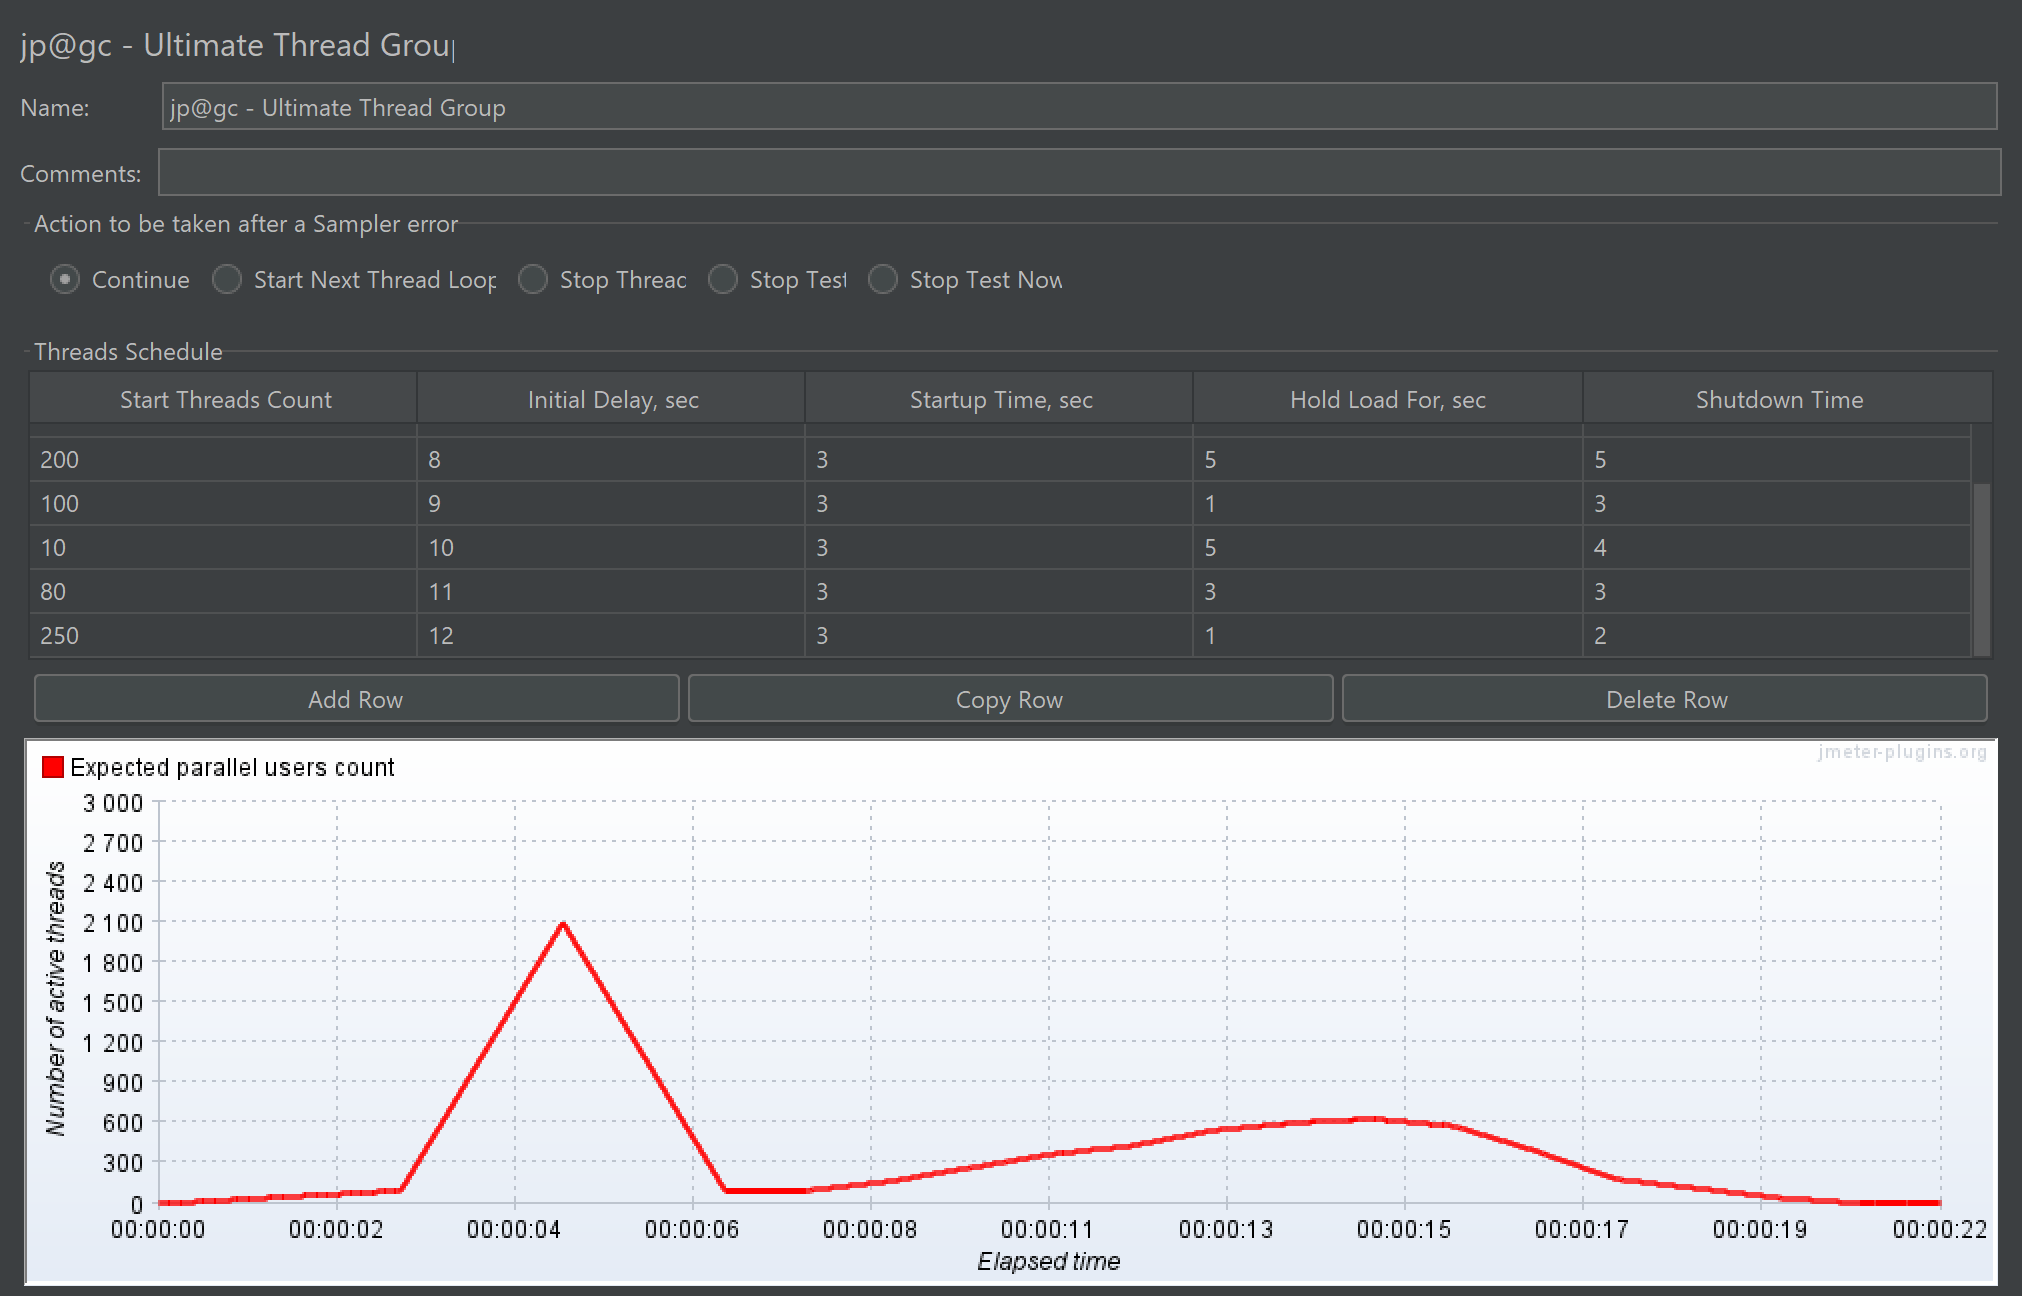 jp@gc - Ultimate Thread Grou
Name: jp@gc - Ultimate Thread Group
Comments:
Action to be taken after a Sampler error
Continue Start Next Thread Loop Stop Threac Stop Test Stop Test Now
Threads Schedule
Start Threads Count Initial Delay, sec Startup Time, sec Hold Load For, sec Shutdown Time
200 8 3 5 5
100 9 3 1 3
10 10 3 5 4
80 11 3 3 3
250 12 3 1 2
Add Row Copy Row Delete Row
jmeter-plugins.org
Expected parallel users count
3 000
2 700
2 400
2 100
1 800
1 500
1 200
900
600
300
0
Number of active threads
00:00:00 00:00:02 00:00:04 00:00:06 00:00:08 00:00:11 00:00:13 00:00:15 00:00:17 00:00:19 00:00:22
Elapsed time